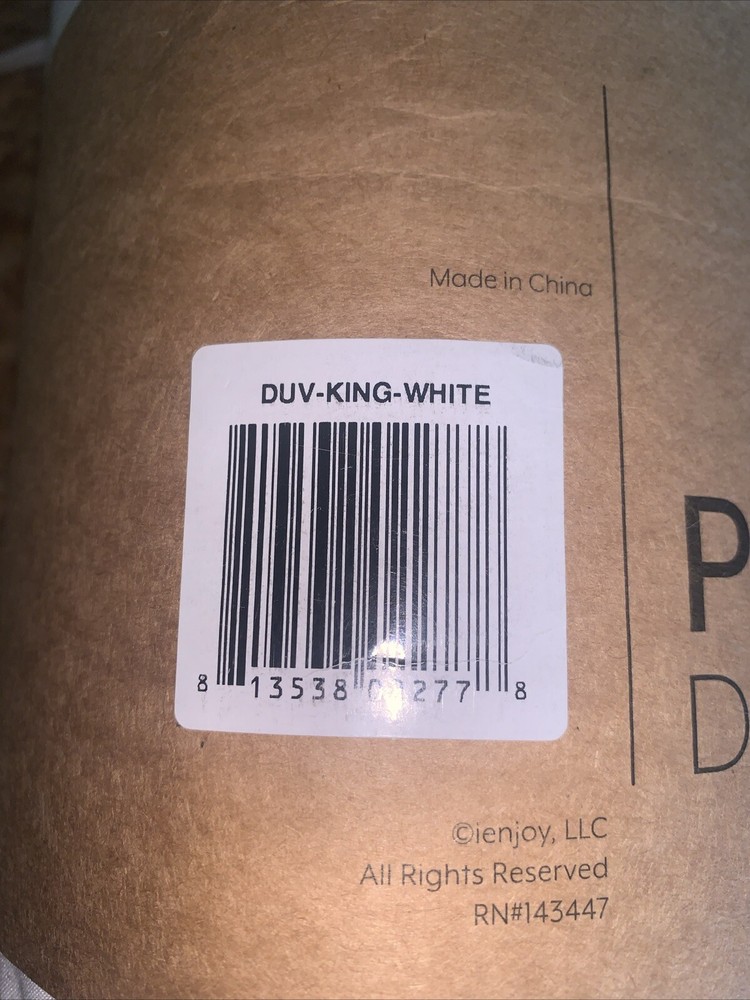 Made in China
DUV-KING-WHITE
8 13538 8
P
D
©ienjoy, LLC
All Rights Reserved
RN#143447